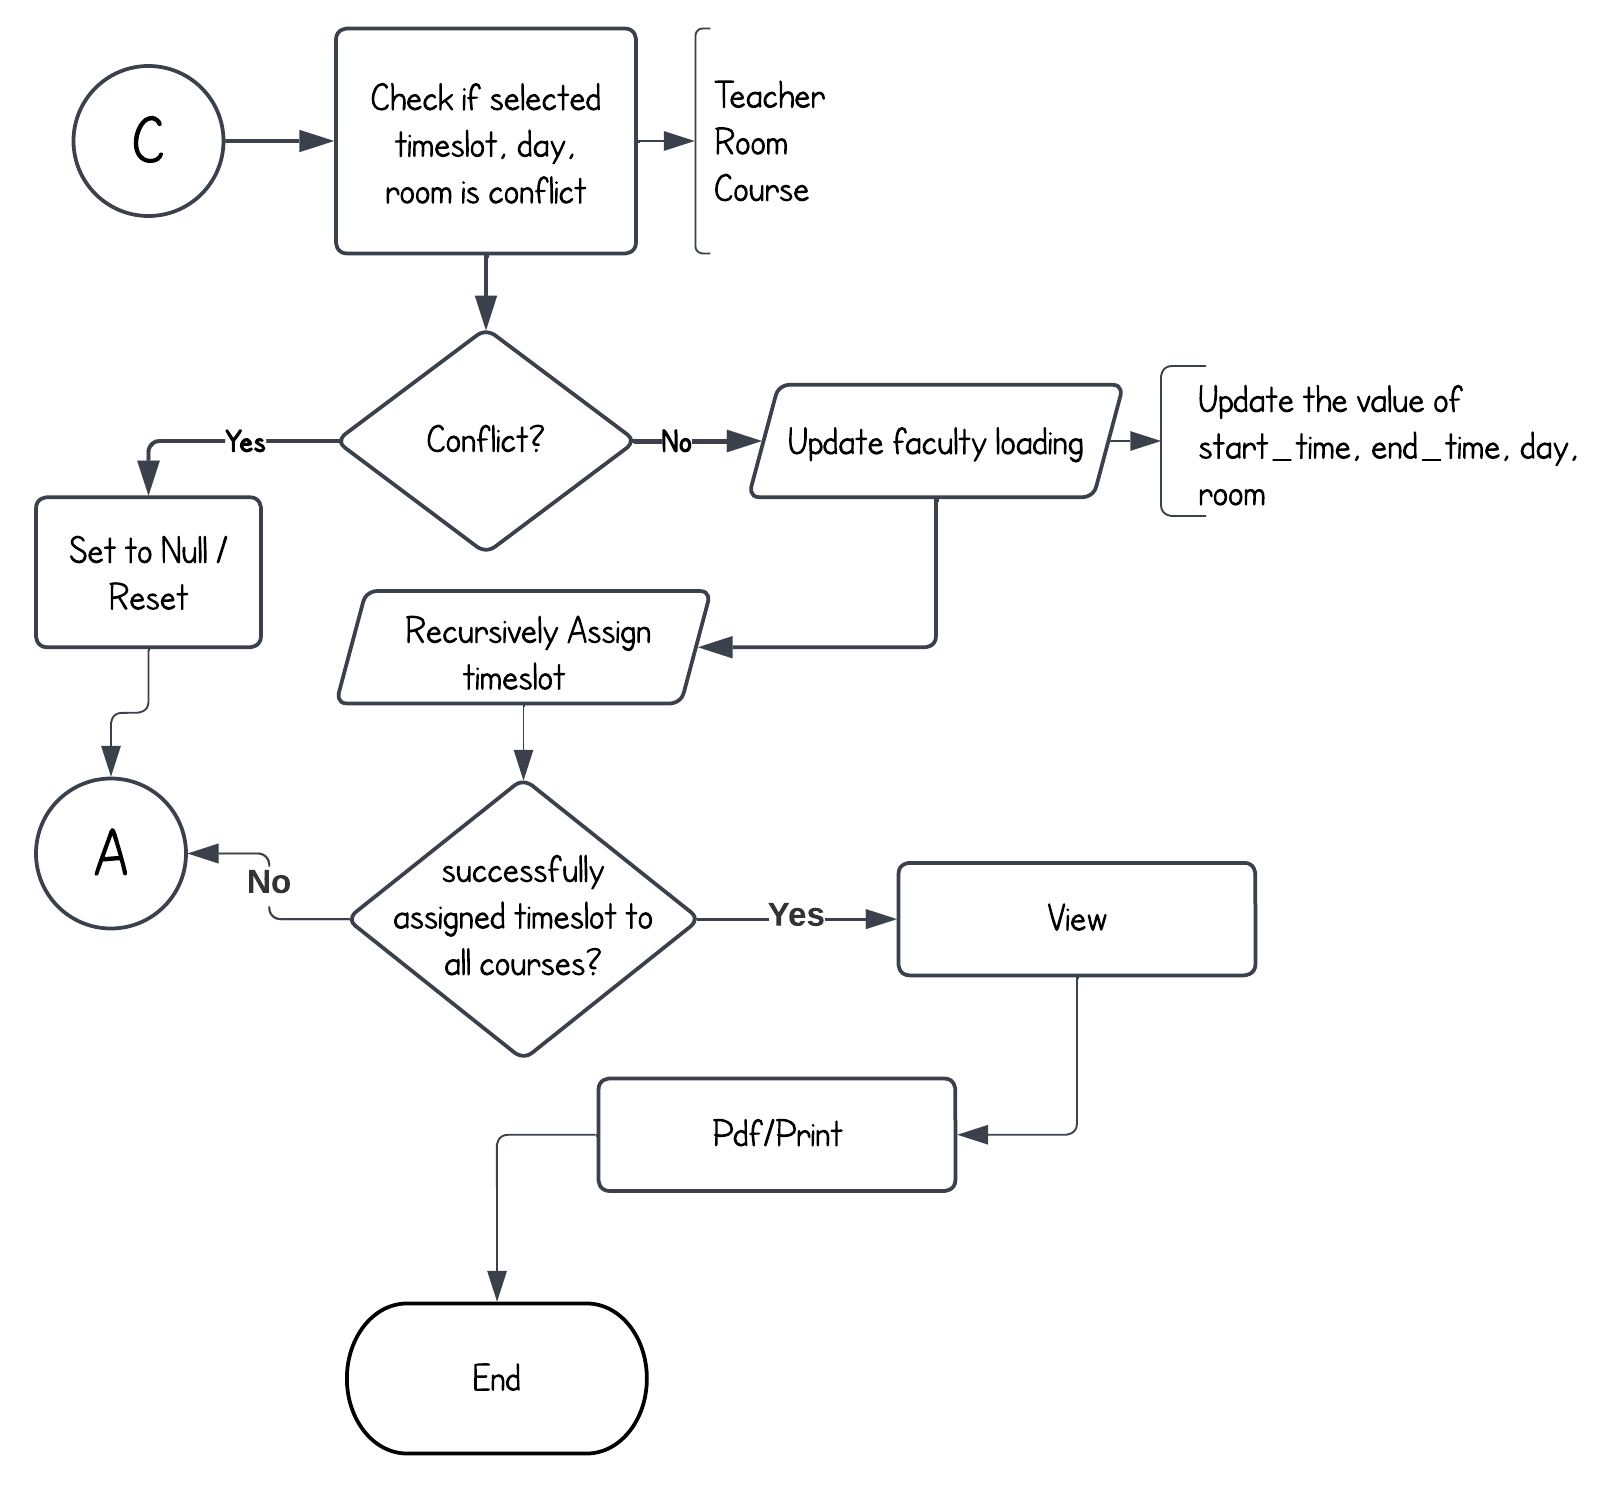 C
Check if selected
timeslot, day,
room is conflict
Teacher
Room
Course
Conflict?
Yes
No
Update faculty loading
Update the value of
start_time, end_time, day,
room
Set to Null /
Reset
Recursively Assign
timeslot
A
No
successfully
assigned timeslot to
all courses?
Yes
View
Pdf/Print
End